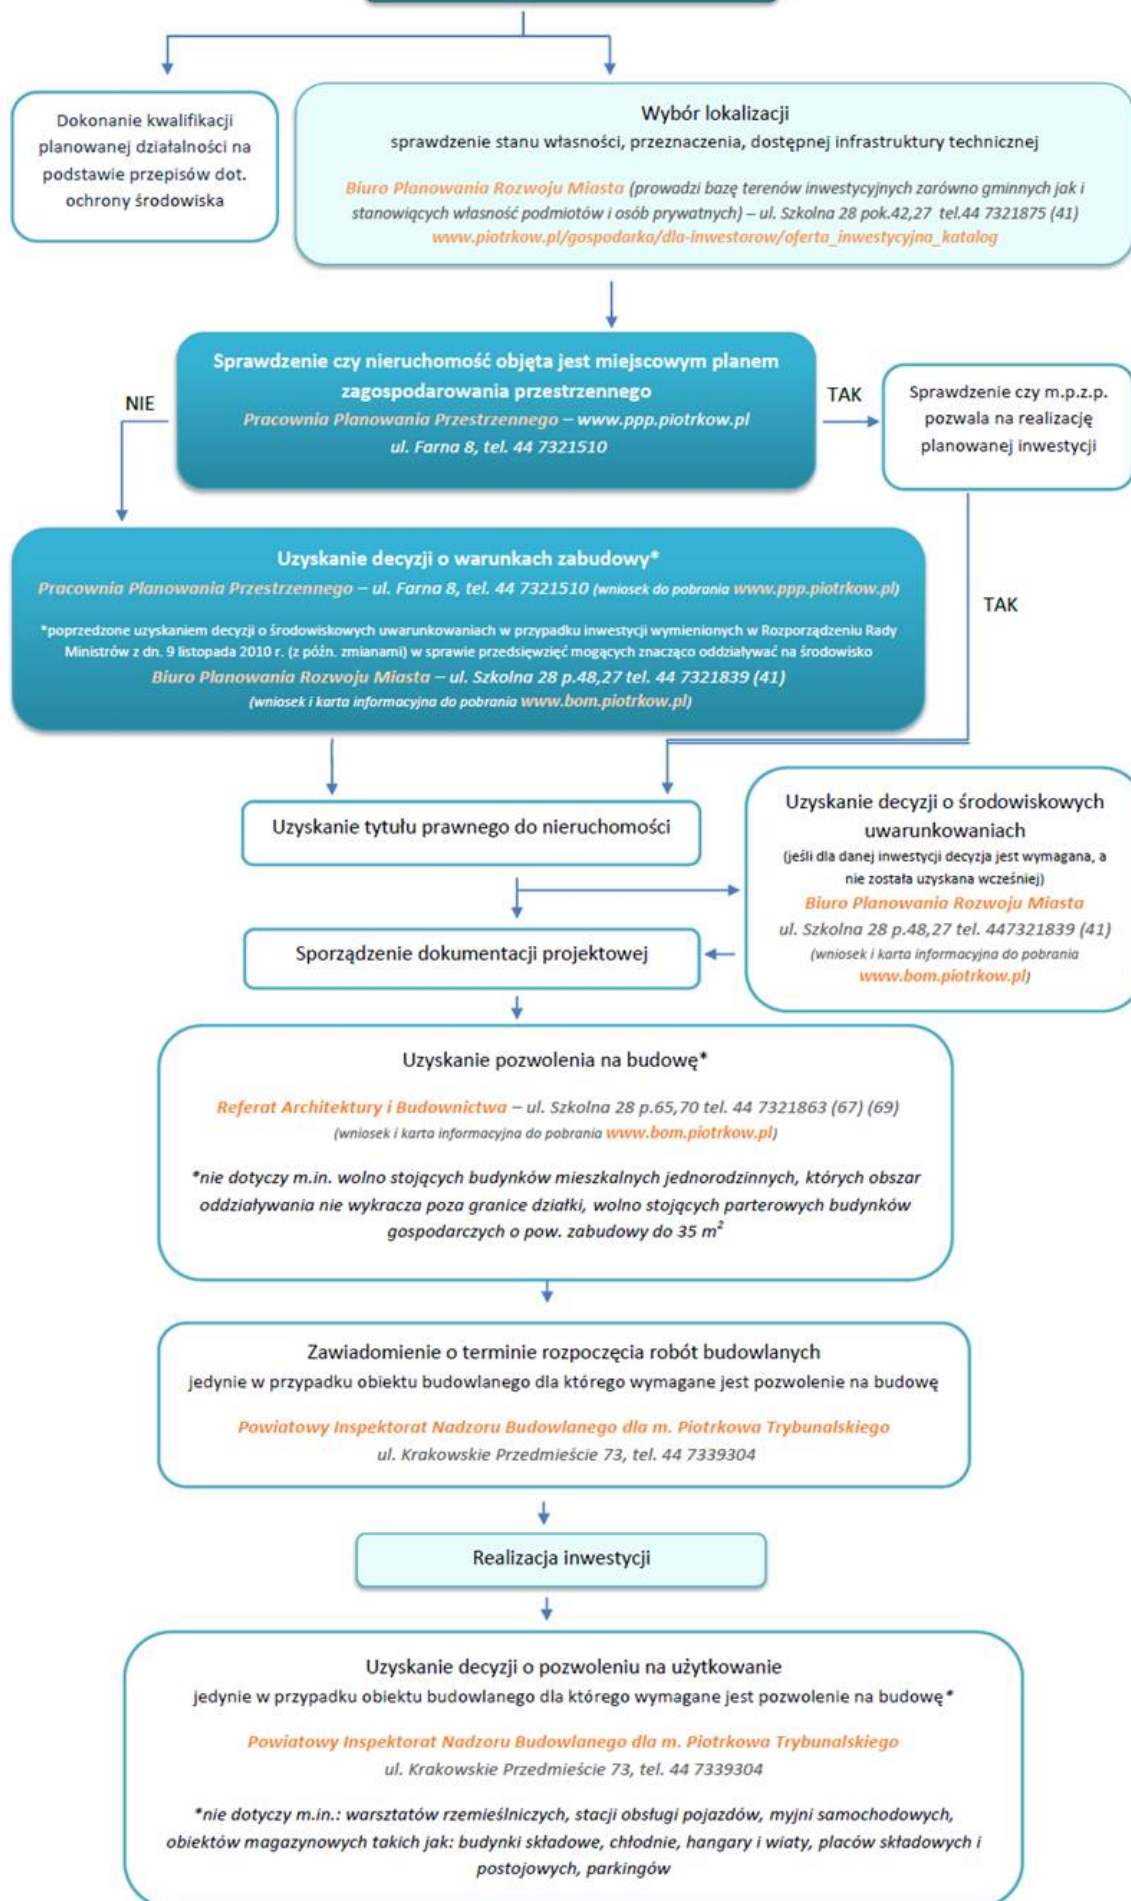 Dokonanie kwalifikacji
planowanej działalności na
podstawie przepisów dot.
ochrony środowiska
Wybór lokalizacji
sprawdzenie stanu własności, przeznaczenia, dostępnej infrastruktury technicznej
Biuro Planowania Rozwoju Miasta (prowadzi bazę terenów inwestycyjnych zarówno gminnych jak i
stanowiących własność podmiotów i osób prywatnych) – ul. Szkolna 28 pok.42,27 tel.44 7321875 (41)
www.piotrkow.pl/gospodarka/dla-inwestorow/oferta_inwestycyjna_katalog
Sprawdzenie czy nieruchomość objęta jest miejscowym planem
zagospodarowania przestrzennego
Pracownia Planowania Przestrzennego – www.ppp.piotrkow.pl
ul. Farna 8, tel. 44 7321510
NIE
TAK
Sprawdzenie czy m.p.z.p.
pozwala na realizację
planowanej inwestycji
Uzyskanie decyzji o warunkach zabudowy*
Pracownia Planowania Przestrzennego – ul. Farna 8, tel. 44 7321510 (wniosek do pobrania www.ppp.piotrkow.pl)
*poprzedzone uzyskaniem decyzji o środowiskowych uwarunkowaniach w przypadku inwestycji wymienionych w Rozporządzeniu Rady
Ministrów z dn. 9 listopada 2010 r. (z późn. zmianami) w sprawie przedsięwzięć mogących znacząco oddziaływać na środowisko
Biuro Planowania Rozwoju Miasta – ul. Szkolna 28 p.48,27 tel. 44 7321839 (41)
(wniosek i karta informacyjna do pobrania www.bom.piotrkow.pl)
TAK
Uzyskanie tytułu prawnego do nieruchomości
Uzyskanie decyzji o środowiskowych
uwarunkowaniach
(jeśli dla danej inwestycji decyzja jest wymagana, a
nie została uzyskana wcześniej)
Biuro Planowania Rozwoju Miasta
ul. Szkolna 28 p.48,27 tel. 447321839 (41)
(wniosek i karta informacyjna do pobrania
www.bom.piotrkow.pl)
Sporządzenie dokumentacji projektowej
Uzyskanie pozwolenia na budowę*
Referat Architektury i Budownictwa – ul. Szkolna 28 p.65,70 tel. 44 7321863 (67) (69)
(wniosek i karta informacyjna do pobrania www.bom.piotrkow.pl)
*nie dotyczy m.in. wolno stojących budynków mieszkalnych jednorodzinnych, których obszar
oddziaływania nie wykracza poza granice działki, wolno stojących parterowych budynków
gospodarczych o pow. zabudowy do 35 m²
Zawiadomienie o terminie rozpoczęcia robót budowlanych
jedynie w przypadku obiektu budowlanego dla którego wymagane jest pozwolenie na budowę
Powiatowy Inspektorat Nadzoru Budowlanego dla m. Piotrkowa Trybunalskiego
ul. Krakowskie Przedmieście 73, tel. 44 7339304
Realizacja inwestycji
Uzyskanie decyzji o pozwoleniu na użytkowanie
jedynie w przypadku obiektu budowlanego dla którego wymagane jest pozwolenie na budowę*
Powiatowy Inspektorat Nadzoru Budowlanego dla m. Piotrkowa Trybunalskiego
ul. Krakowskie Przedmieście 73, tel. 44 7339304
*nie dotyczy m.in.: warsztatów rzemieślniczych, stacji obsługi pojazdów, myjni samochodowych,
obiektów magazynowych takich jak: budynki składowe, chłodnie, hangary i wiaty, placów składowych i
postojowych, parkingów